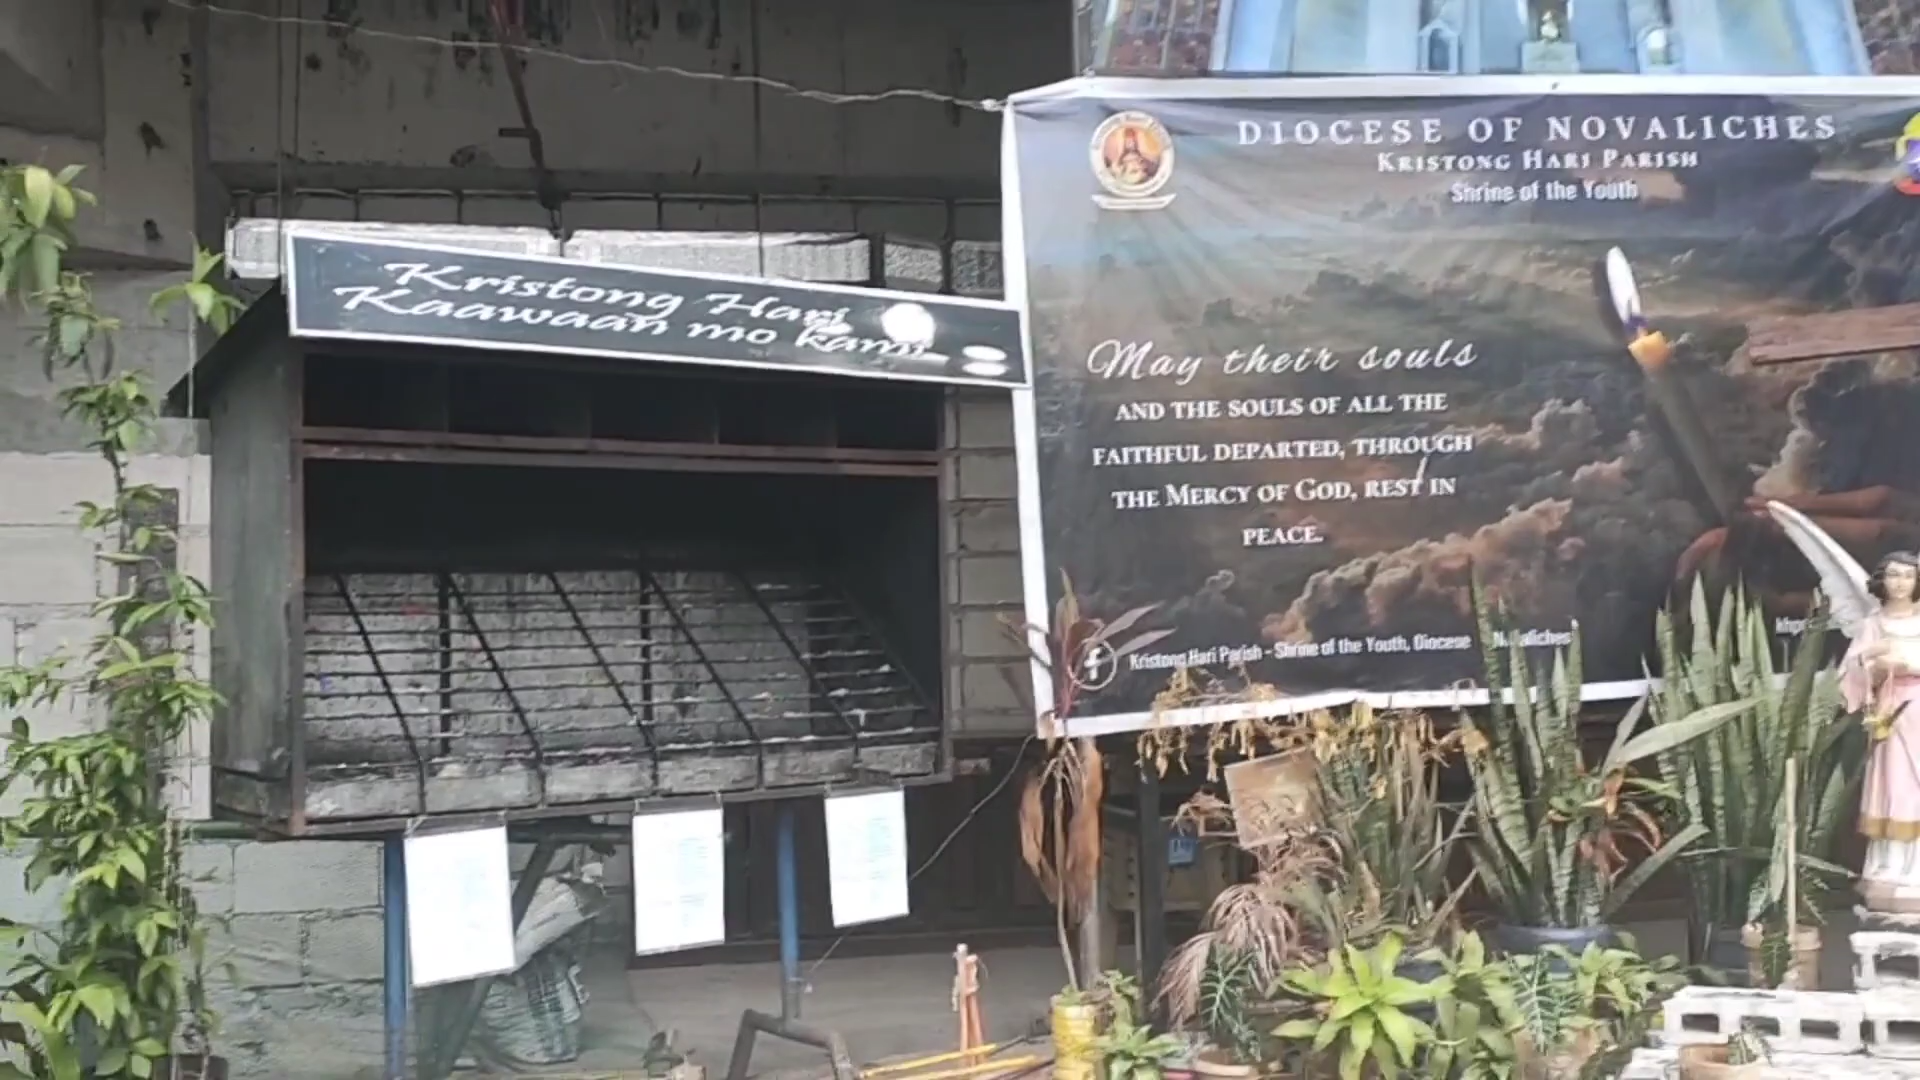 Kristong Hari
Kaawaan mo kami
DIOCESE OF NOVALICHES
KRISTONG HARI PARISH
Shrine of the Youth
May their souls
AND THE SOULS OF ALL THE
FAITHFUL DEPARTED, THROUGH
THE MERCY OF GOD, REST IN
PEACE.
f Kristong Hari Parish - Shrine of the Youth, Diocese Novaliches